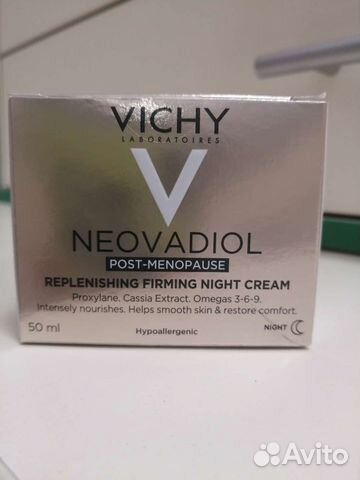 VICHY
LABORATOIRES
V
NEOVADIOL
POST-MENOPAUSE
REPLENISHING FIRMING NIGHT CREAM
Proxylane. Cassia Extract. Omegas 3-6-9.
Intensely nourishes. Helps smooth skin & restore comfort.
50 ml
Hypoallergenic
NIGHT
Avito